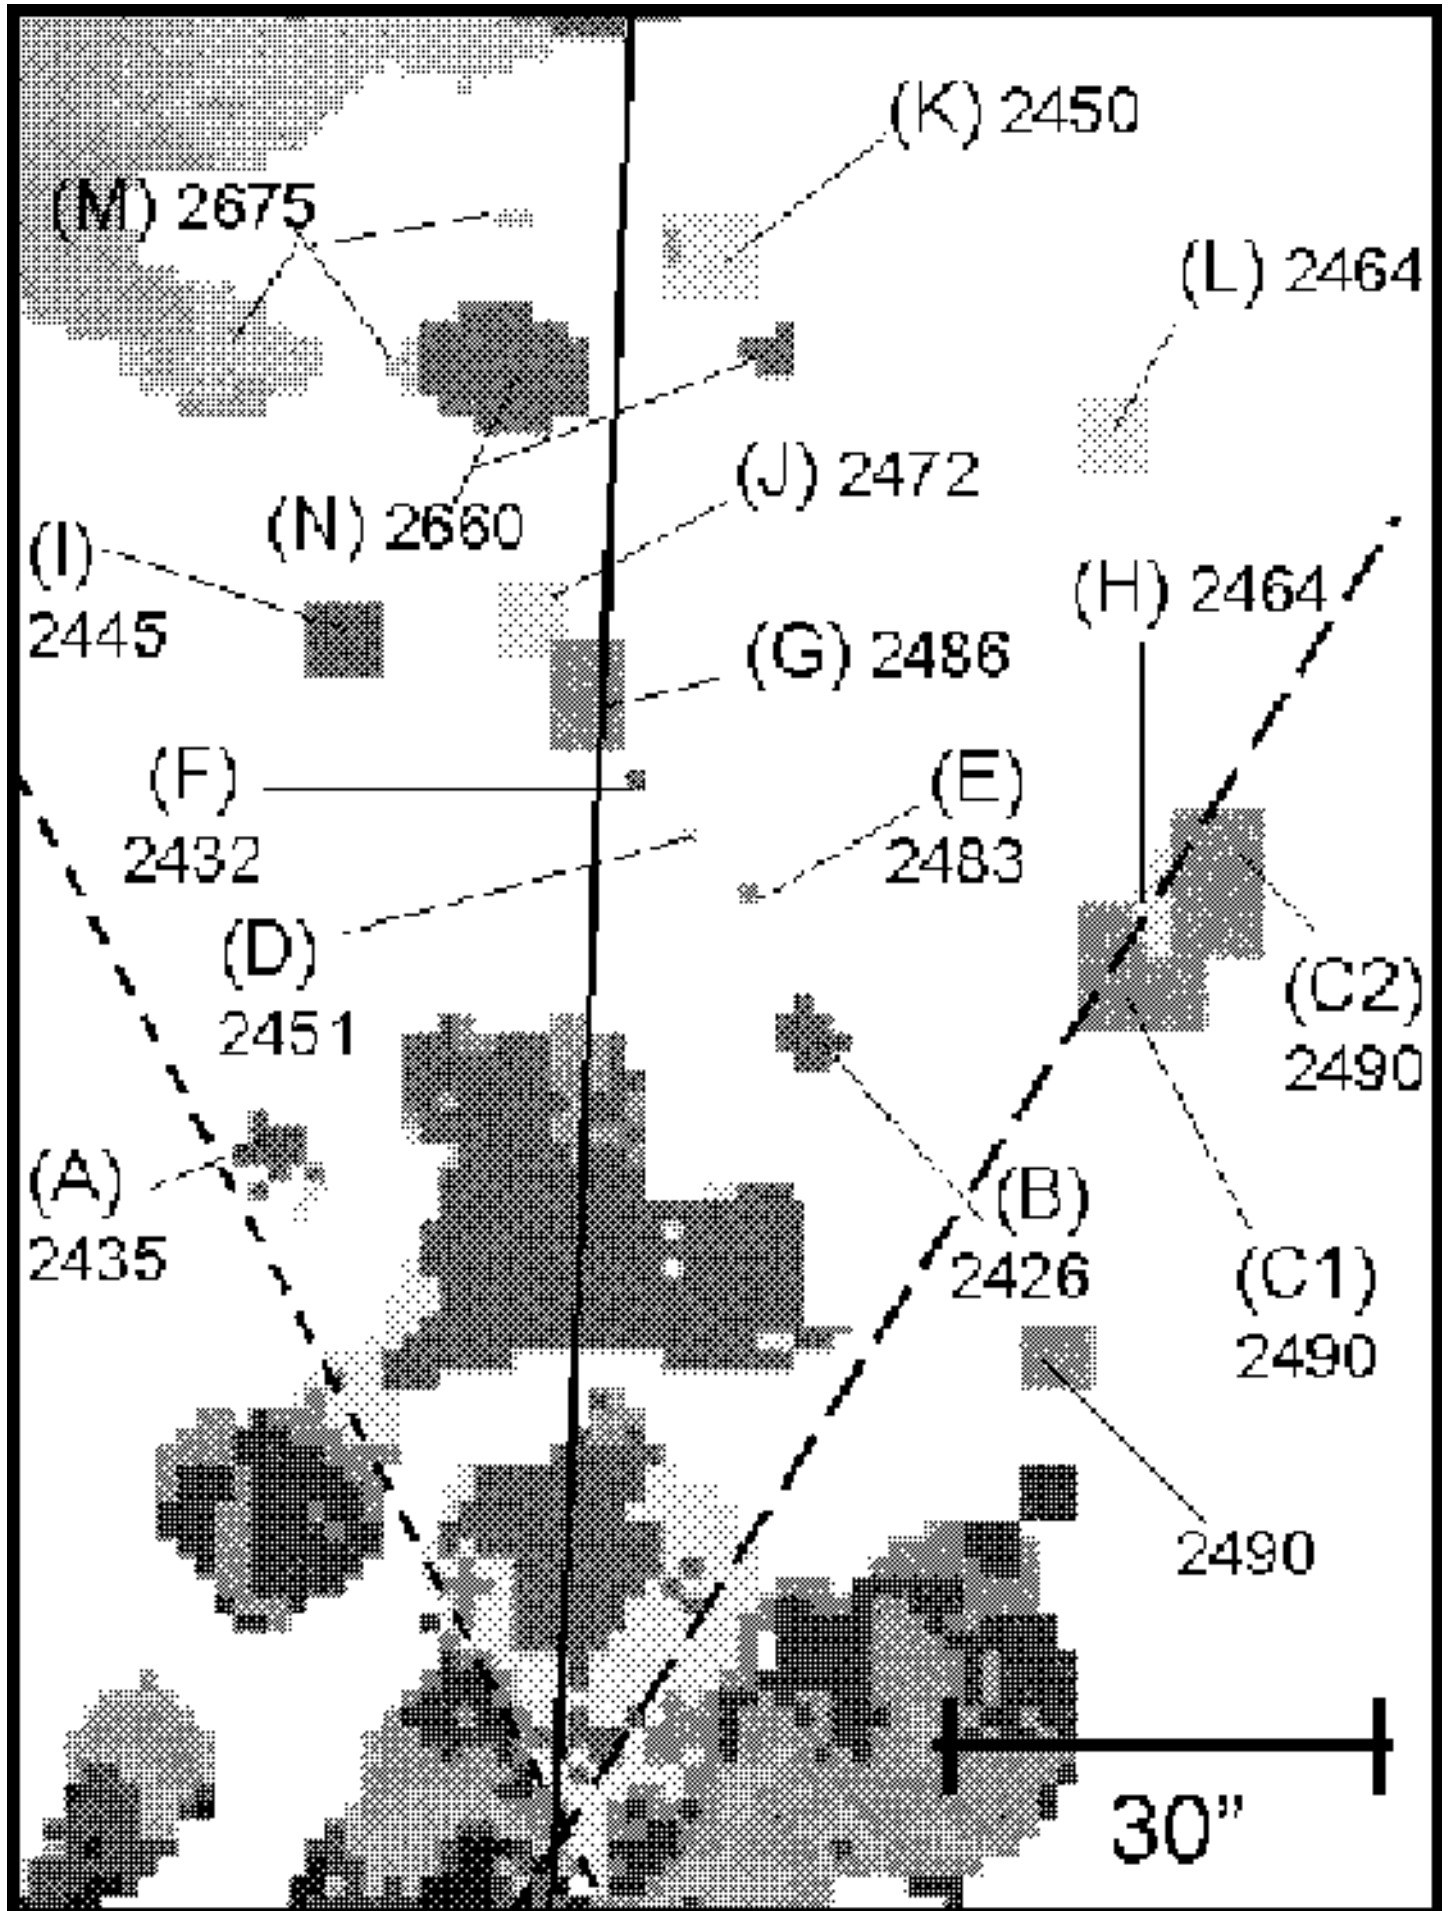 (K) 2450
(M) 2675
(L) 2464
(J) 2472
(N) 2660
(I)
2445
(H) 2464
(G) 2486
(F)
2432
(E)
2483
(D)
2451
(C2)
2490
(A)
2435
(B)
2426
(C1)
2490
2490
30”